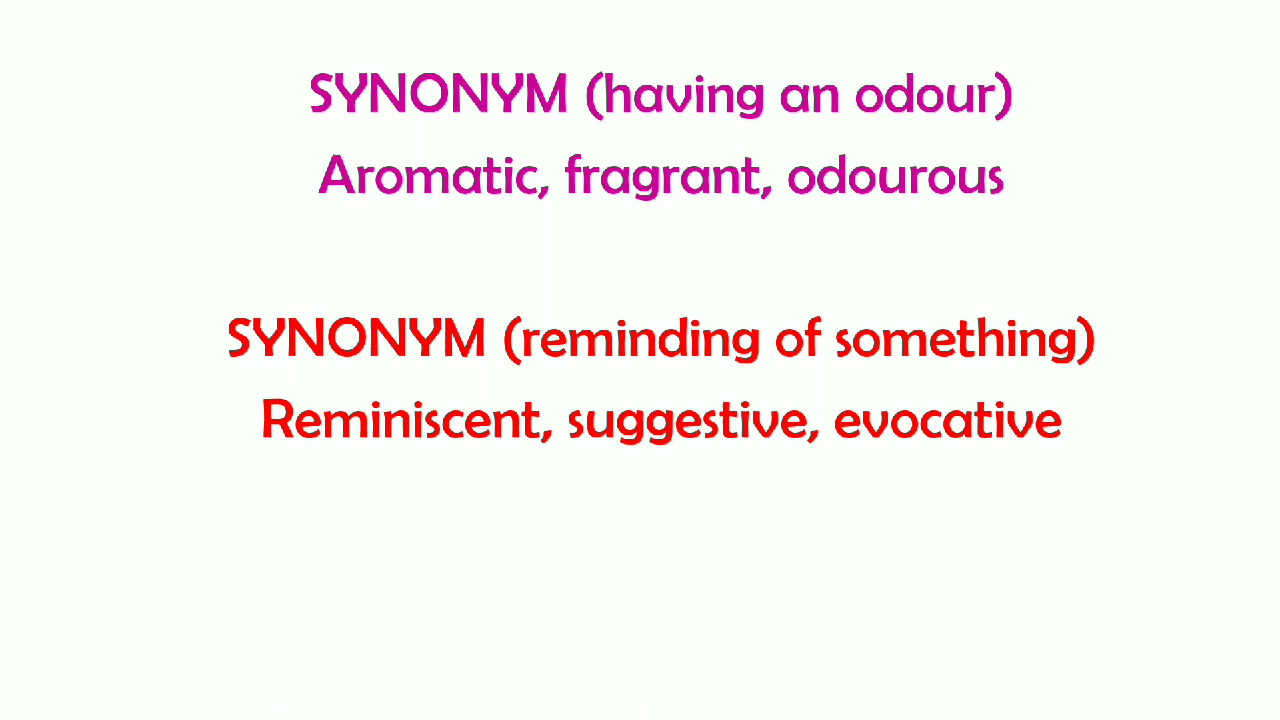 SYNONYM (having an odour)
Aromatic, fragrant, odourous
SYNONYM (reminding of something)
Reminiscent, suggestive, evocative